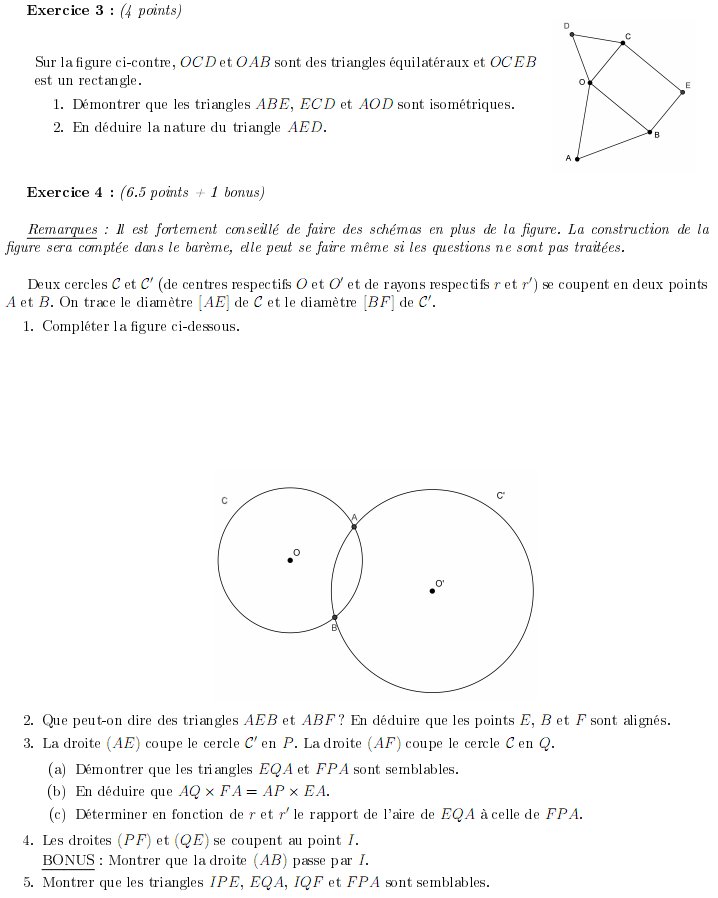 Exercice 3 : (4 points)
D
C
Sur la figure ci-contre, OCD et OAB sont des triangles équilatéraux et OCEB
est un rectangle.
O
E
1. Démontrer que les triangles ABE, ECD et AOD sont isométriques.
2. En déduire la nature du triangle AED.
B
A
Exercice 4 : (6.5 points + 1 bonus)
Remarques : Il est fortement conseillé de faire des schémas en plus de la figure. La construction de la
figure sera comptée dans le barème, elle peut se faire même si les questions ne sont pas traitées.
Deux cercles C et C' (de centres respectifs O et O' et de rayons respectifs r et r') se coupent en deux points
A et B. On trace le diamètre [AE] de C et le diamètre [BF] de C'.
1. Compléter la figure ci-dessous.
C
C'
A
O
O'
B
2. Que peut-on dire des triangles AEB et ABF ? En déduire que les points E, B et F sont alignés.
3. La droite (AE) coupe le cercle C' en P. La droite (AF) coupe le cercle C en Q.
(a) Démontrer que les triangles EQA et FPA sont semblables.
(b) En déduire que AQ × FA = AP × EA.
(c) Déterminer en fonction de r et r' le rapport de l'aire de EQA à celle de FPA.
4. Les droites (PF) et (QE) se coupent au point I.
BONUS : Montrer que la droite (AB) passe par I.
5. Montrer que les triangles IPE, EQA, IQF et FPA sont semblables.